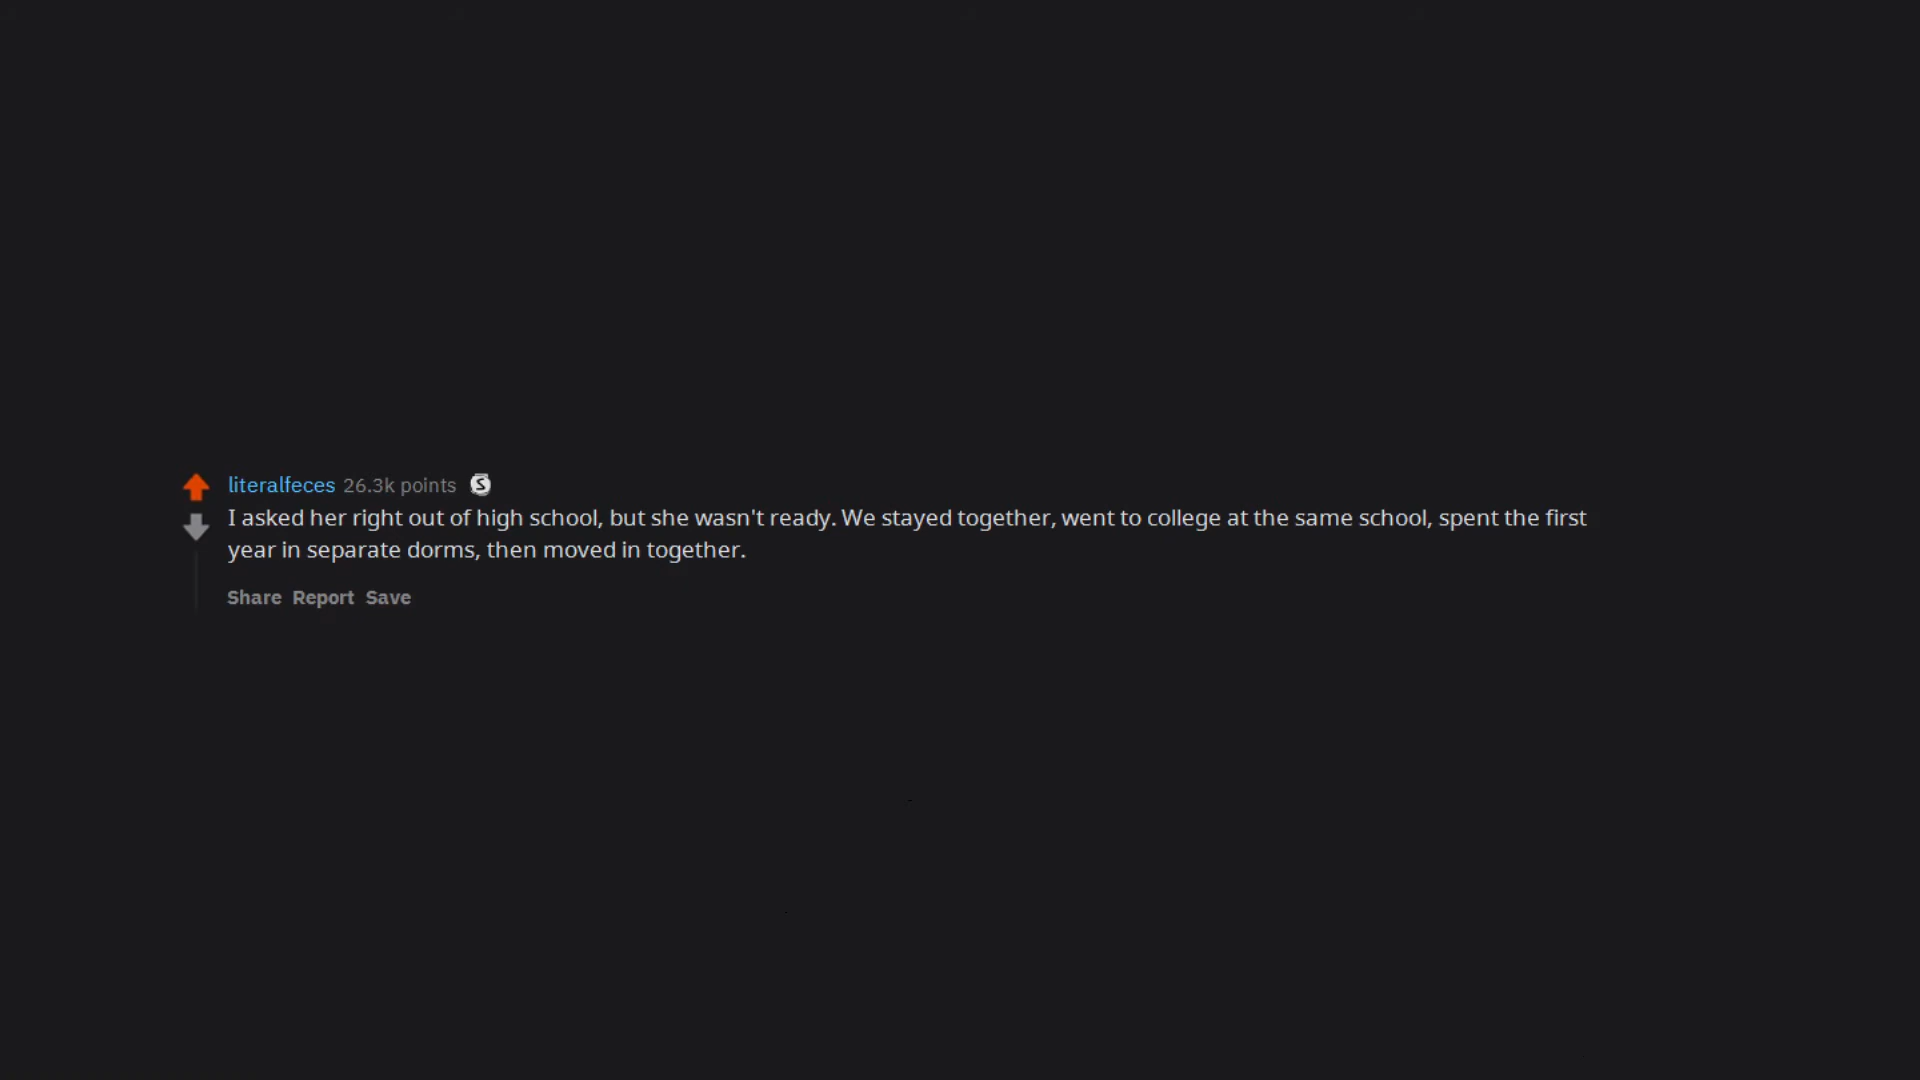 literalfeces 26.3k points S
I asked her right out of high school, but she wasn't ready. We stayed together, went to college at the same school, spent the first
year in separate dorms, then moved in together.
Share Report Save